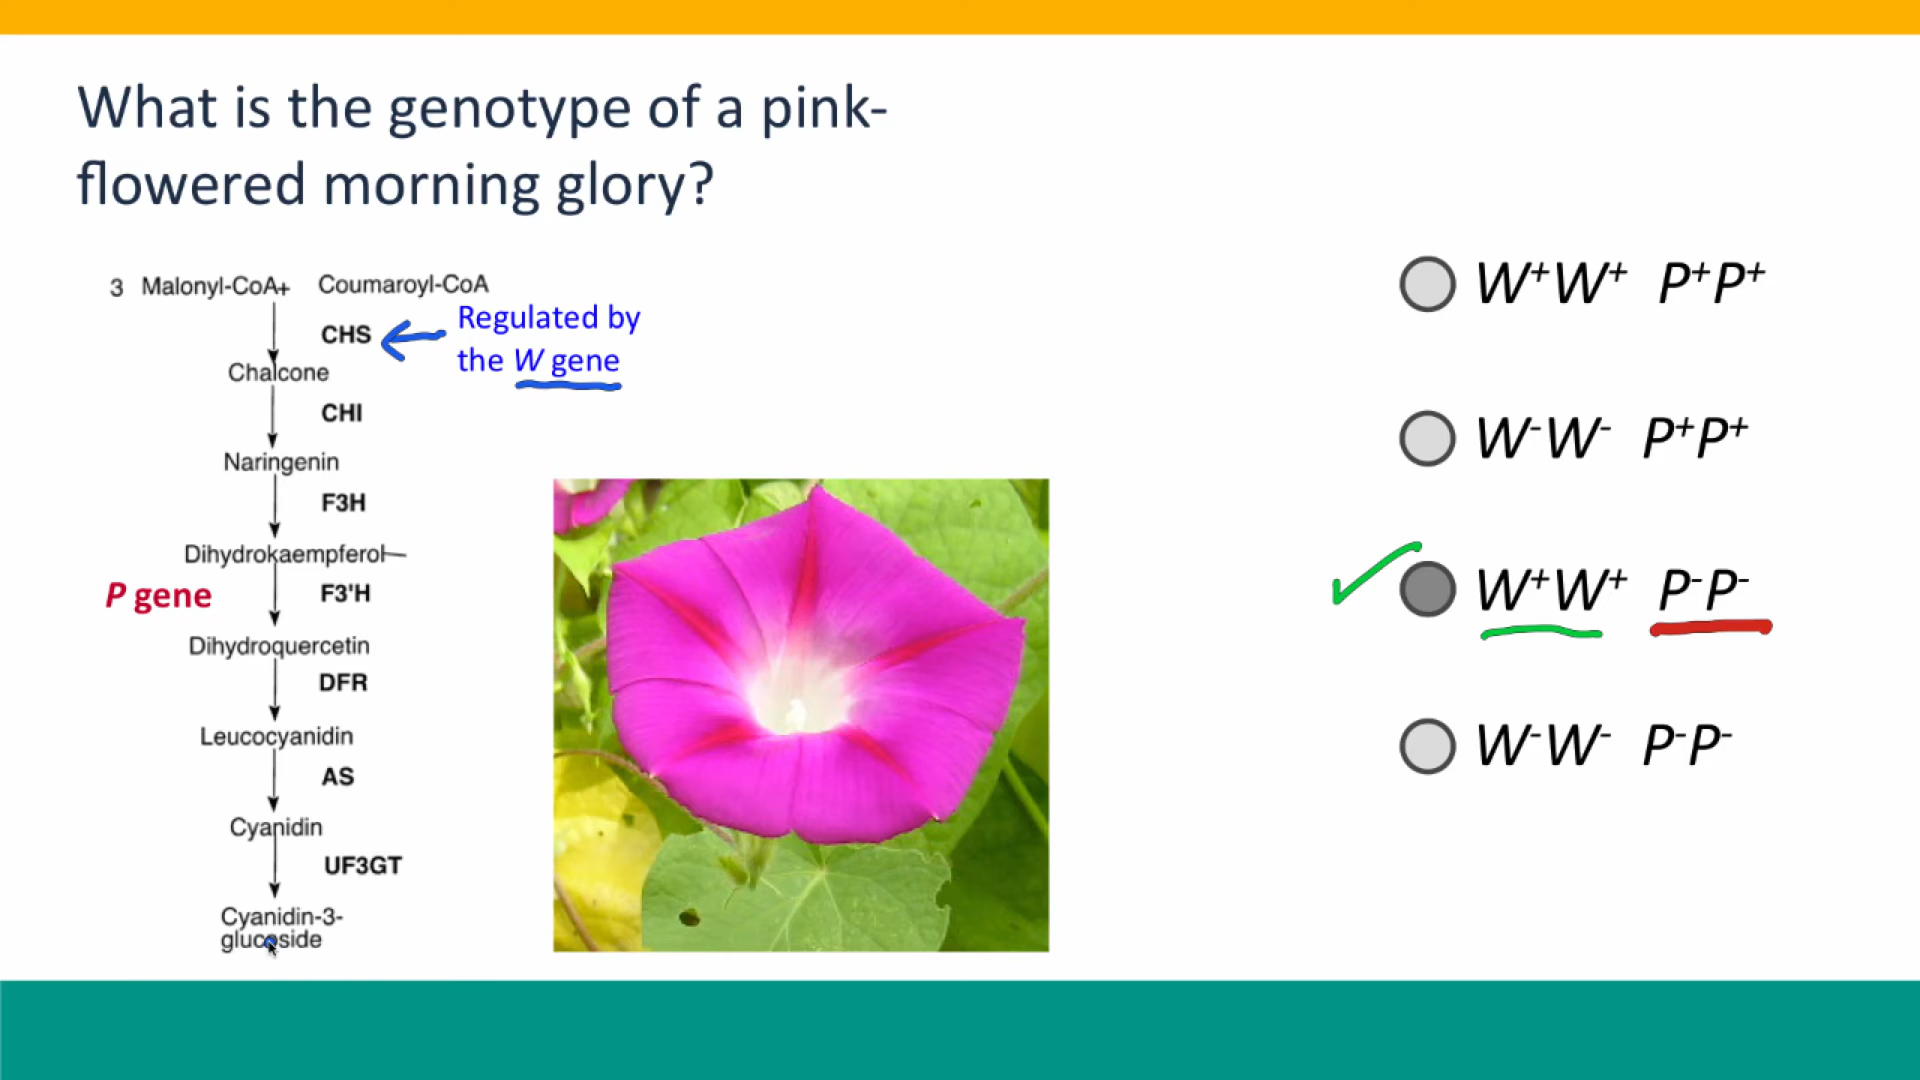 What is the genotype of a pink-
flowered morning glory?
3 Malonyl-CoA+ Coumaroyl-CoA
CHS
Regulated by
the W gene
Chalcone
CHI
Naringenin
F3H
Dihydrokaempferol
P gene
F3'H
Dihydroquercetin
DFR
Leucocyanidin
AS
Cyanidin
UF3GT
Cyanidin-3-
glucoside
W⁺W⁺ P⁺P⁺
W⁻W⁻ P⁺P⁺
W⁺W⁺ P⁻P⁻
W⁻W⁻ P⁻P⁻